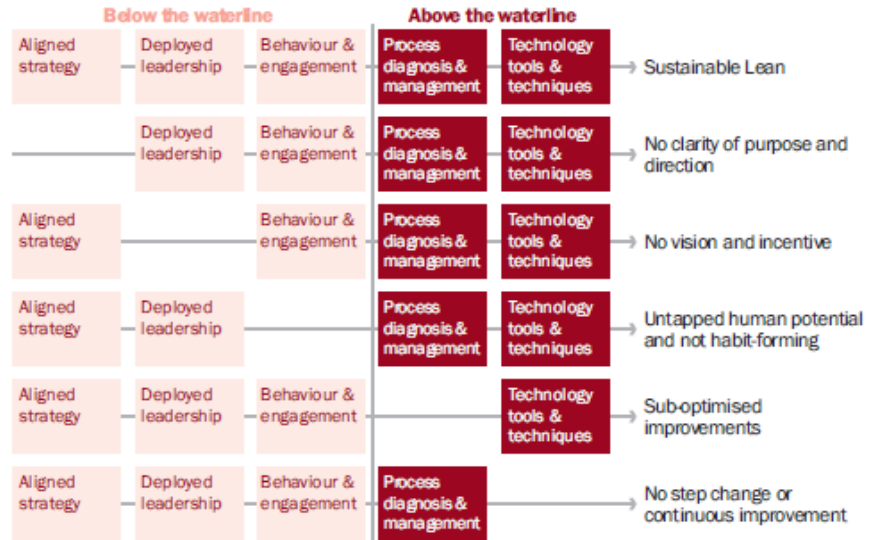 Below the waterline
Above the waterline
Aligned
strategy
Deployed
leadership
Behaviour &
engagement
Process
diagnosis &
management
Technology
tools &
techniques
Sustainable Lean
Deployed
leadership
Behaviour &
engagement
Process
diagnosis &
management
Technology
tools &
techniques
No clarity of purpose and
direction
Aligned
strategy
Behaviour &
engagement
Process
diagnosis &
management
Technology
tools &
techniques
No vision and incentive
Aligned
strategy
Deployed
leadership
Process
diagnosis &
management
Technology
tools &
techniques
Untapped human potential
and not habit-forming
Aligned
strategy
Deployed
leadership
Behaviour &
engagement
Technology
tools &
techniques
Sub-optimised
improvements
Aligned
strategy
Deployed
leadership
Behaviour &
engagement
Process
diagnosis &
management
No step change or
continuous improvement